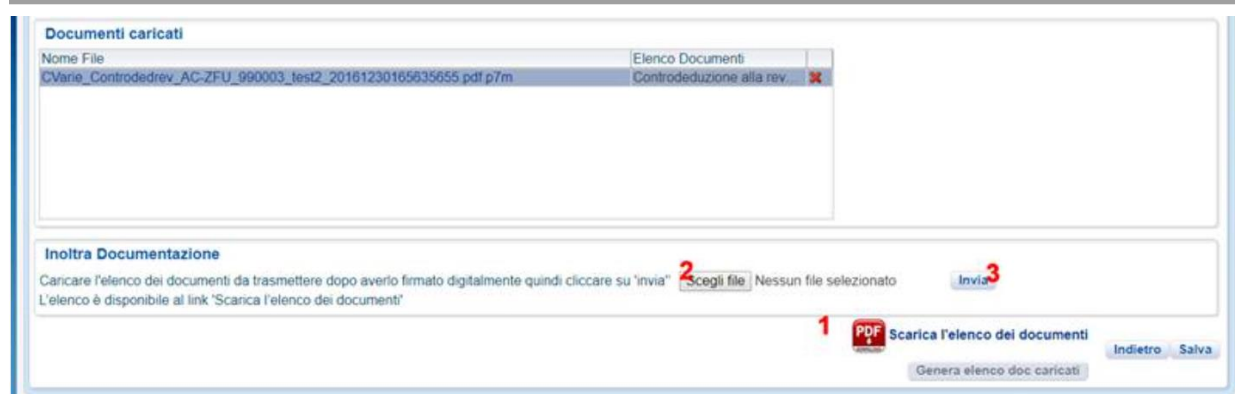 Documenti caricati
Nome File Elenco Documenti
CVarie_Controdedrev_AC-ZFU_990003_test2_20161230165635655.pdf.p7m Controdeduzione alla rev...
Inoltra Documentazione
Caricare l'elenco dei documenti da trasmettere dopo averlo firmato digitalmente quindi cliccare su 'invia" 2 Scegli file Nessun file selezionato Invia 3
L'elenco è disponibile al link 'Scarica l'elenco dei documenti'
1 PDF Scarica l'elenco dei documenti
Indietro Salva
Genera elenco doc caricati